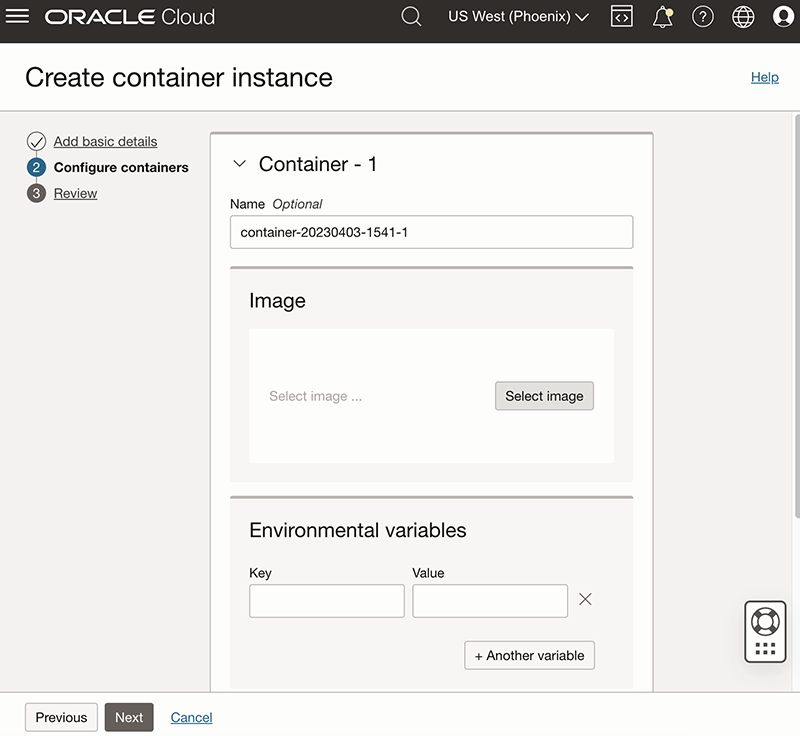 ORACLE Cloud
US West (Phoenix)
Create container instance
Help
Add basic details
2 Configure containers
3 Review
Container - 1
Name Optional
container-20230403-1541-1
Image
Select image ...
Select image
Environmental variables
Key Value
+ Another variable
Previous Next Cancel